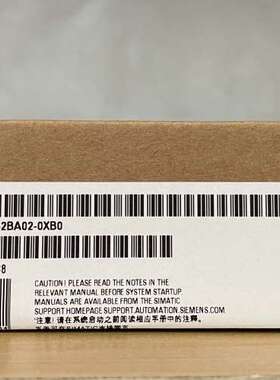 -2BA02-0XB0
8
CAUTION! PLEASE READ THE NOTES IN THE
RELEVANT MANUAL BEFORE SYSTEM STARTUP.
MANUALS ARE AVAILABLE FROM THE SIMATIC
SUPPORT HOMEPAGE SUPPORT.AUTOMATION.SIEMENS.COM
注意! 请在系统启动之前阅读相应手册中的注释。